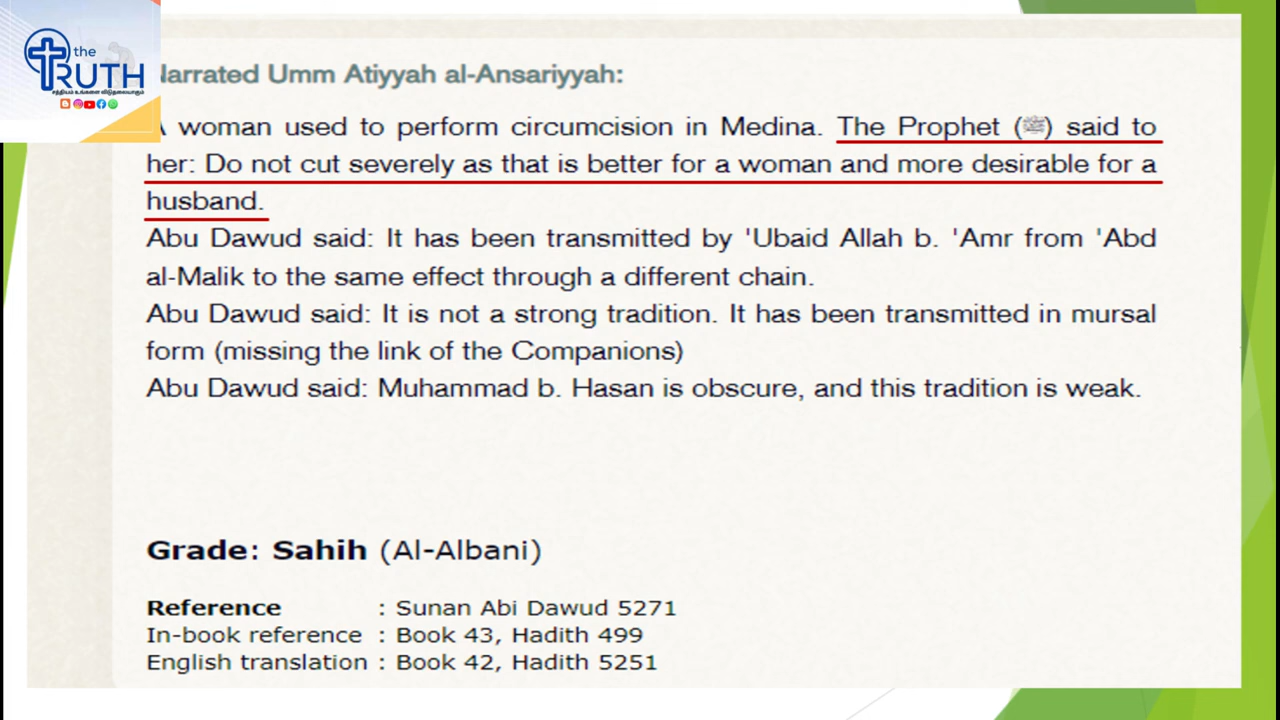 the
TRUTH
சத்தியம் உங்களை விடுதலையாக்கும்
Narrated Umm Atiyyah al-Ansariyyah:
A woman used to perform circumcision in Medina. The Prophet (ﷺ) said to
her: Do not cut severely as that is better for a woman and more desirable for a
husband.
Abu Dawud said: It has been transmitted by 'Ubaid Allah b. 'Amr from 'Abd
al-Malik to the same effect through a different chain.
Abu Dawud said: It is not a strong tradition. It has been transmitted in mursal
form (missing the link of the Companions)
Abu Dawud said: Muhammad b. Hasan is obscure, and this tradition is weak.
Grade: Sahih (Al-Albani)
Reference : Sunan Abi Dawud 5271
In-book reference : Book 43, Hadith 499
English translation : Book 42, Hadith 5251